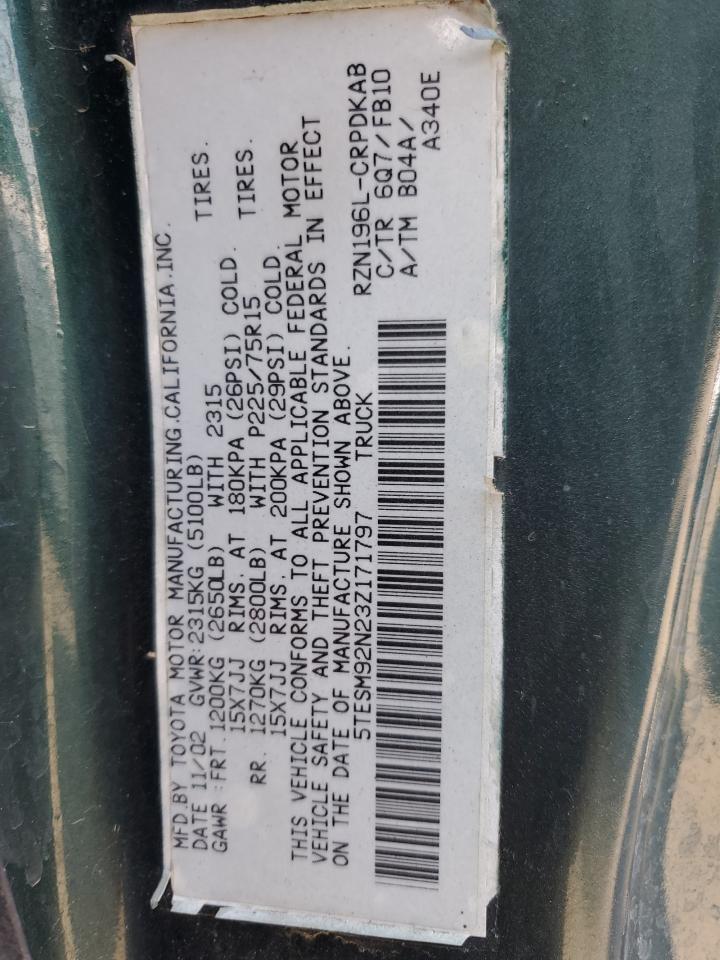 MFD.BY TOYOTA MOTOR MANUFACTURING.CALIFORNIA.INC.
DATE 11/02 GVWR:2315KG (5100LB)
GAWR :FRT.1200KG (2650LB) WITH 2315 TIRES.
15X7JJ RIMS. AT 180KPA (26PSI) COLD.
RR. 1270KG (2800LB) WITH P225/75R15 TIRES.
15X7JJ RIMS. AT 200KPA (29PSI) COLD.
THIS VEHICLE CONFORMS TO ALL APPLICABLE FEDERAL MOTOR
VEHICLE SAFETY AND THEFT PREVENTION STANDARDS IN EFFECT
ON THE DATE OF MANUFACTURE SHOWN ABOVE.
5TESM92N23Z171797 TRUCK
RZN196L-CRPDKAB
C/TR 6Q7/FB10
A/TM B04A/
A340E